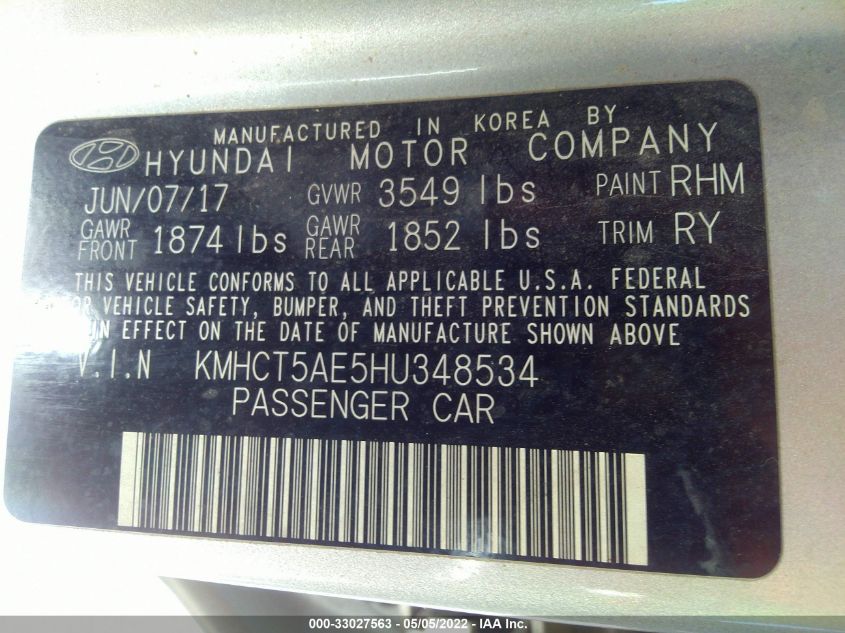 MANUFACTURED IN KOREA BY
HYUNDAI MOTOR COMPANY
JUN/07/17 GVWR 3549 lbs PAINT RHM
GAWR FRONT 1874 lbs GAWR REAR 1852 lbs TRIM RY
THIS VEHICLE CONFORMS TO ALL APPLICABLE U.S.A. FEDERAL
VEHICLE SAFETY, BUMPER, AND THEFT PREVENTION STANDARDS
IN EFFECT ON THE DATE OF MANUFACTURE SHOWN ABOVE
V.I.N KMHCT5AE5HU348534
PASSENGER CAR
000-33027563 - 05/05/2022 - IAA Inc.